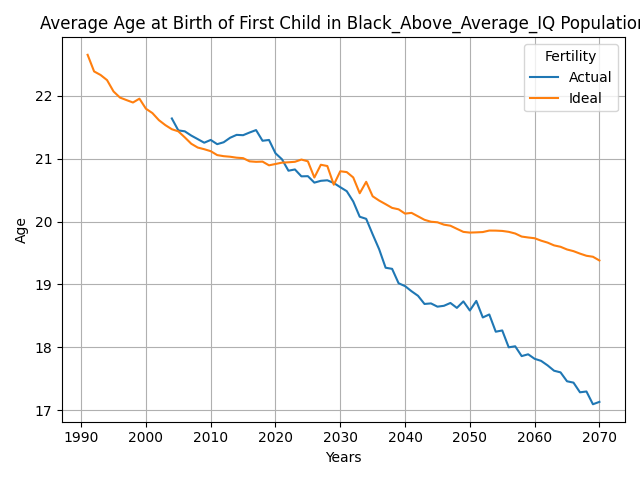 Average Age at Birth of First Child in Black_Above_Average_IQ Population
Fertility
Actual
Ideal
Age
22
21
20
19
18
17
1990 2000 2010 2020 2030 2040 2050 2060 2070
Years